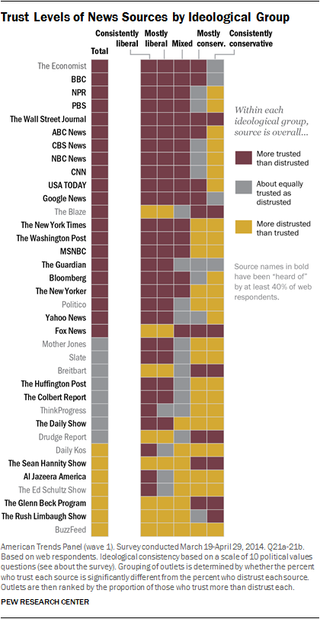 Trust Levels of News Sources by Ideological Group
Consistently Mostly Mixed Mostly Consistently
Total liberal liberal conserv. conservative
The Economist
BBC
NPR
PBS
The Wall Street Journal
ABC News
CBS News
NBC News
CNN
USA TODAY
Google News
The Blaze
The New York Times
The Washington Post
MSNBC
The Guardian
Bloomberg
The New Yorker
Politico
Yahoo News
Fox News
Mother Jones
Slate
Breitbart
The Huffington Post
The Colbert Report
ThinkProgress
The Daily Show
Drudge Report
Daily Kos
The Sean Hannity Show
Al Jazeera America
The Ed Schultz Show
The Glenn Beck Program
The Rush Limbaugh Show
BuzzFeed
Within each
ideological group,
source is overall...
More trusted
than distrusted
About equally
trusted as
distrusted
More distrusted
than trusted
Source names in bold
have been "heard of"
by at least 40% of web
respondents.
American Trends Panel (wave 1). Survey conducted March 19-April 29, 2014. Q21a-21b.
Based on web respondents. Ideological consistency based on a scale of 10 political values
questions (see about the survey). Grouping of outlets is determined by whether the percent
who trust each source is significantly different from the percent who distrust each source.
Outlets are then ranked by the proportion of those who trust more than distrust each.
PEW RESEARCH CENTER